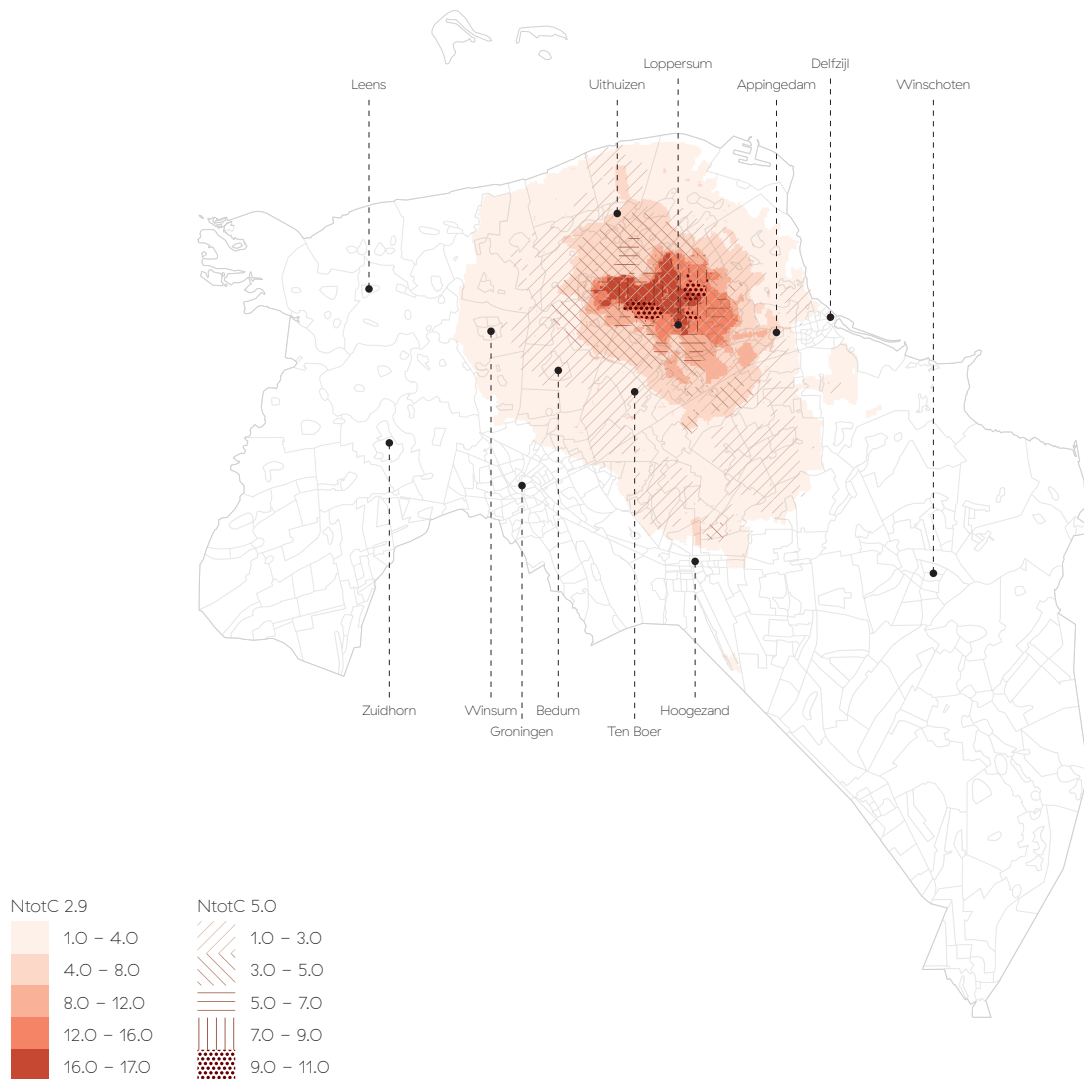 Loppersum
Delfzijl
Leens
Uithuizen
Appingedam
Winschoten
Zuidhorn
Winsum
Bedum
Hoogezand
Groningen
Ten Boer
NtotC 2.9
1.0 – 4.0
4.0 – 8.0
8.0 – 12.0
12.0 – 16.0
16.0 – 17.0
NtotC 5.0
1.0 – 3.0
3.0 – 5.0
5.0 – 7.0
7.0 – 9.0
9.0 – 11.0